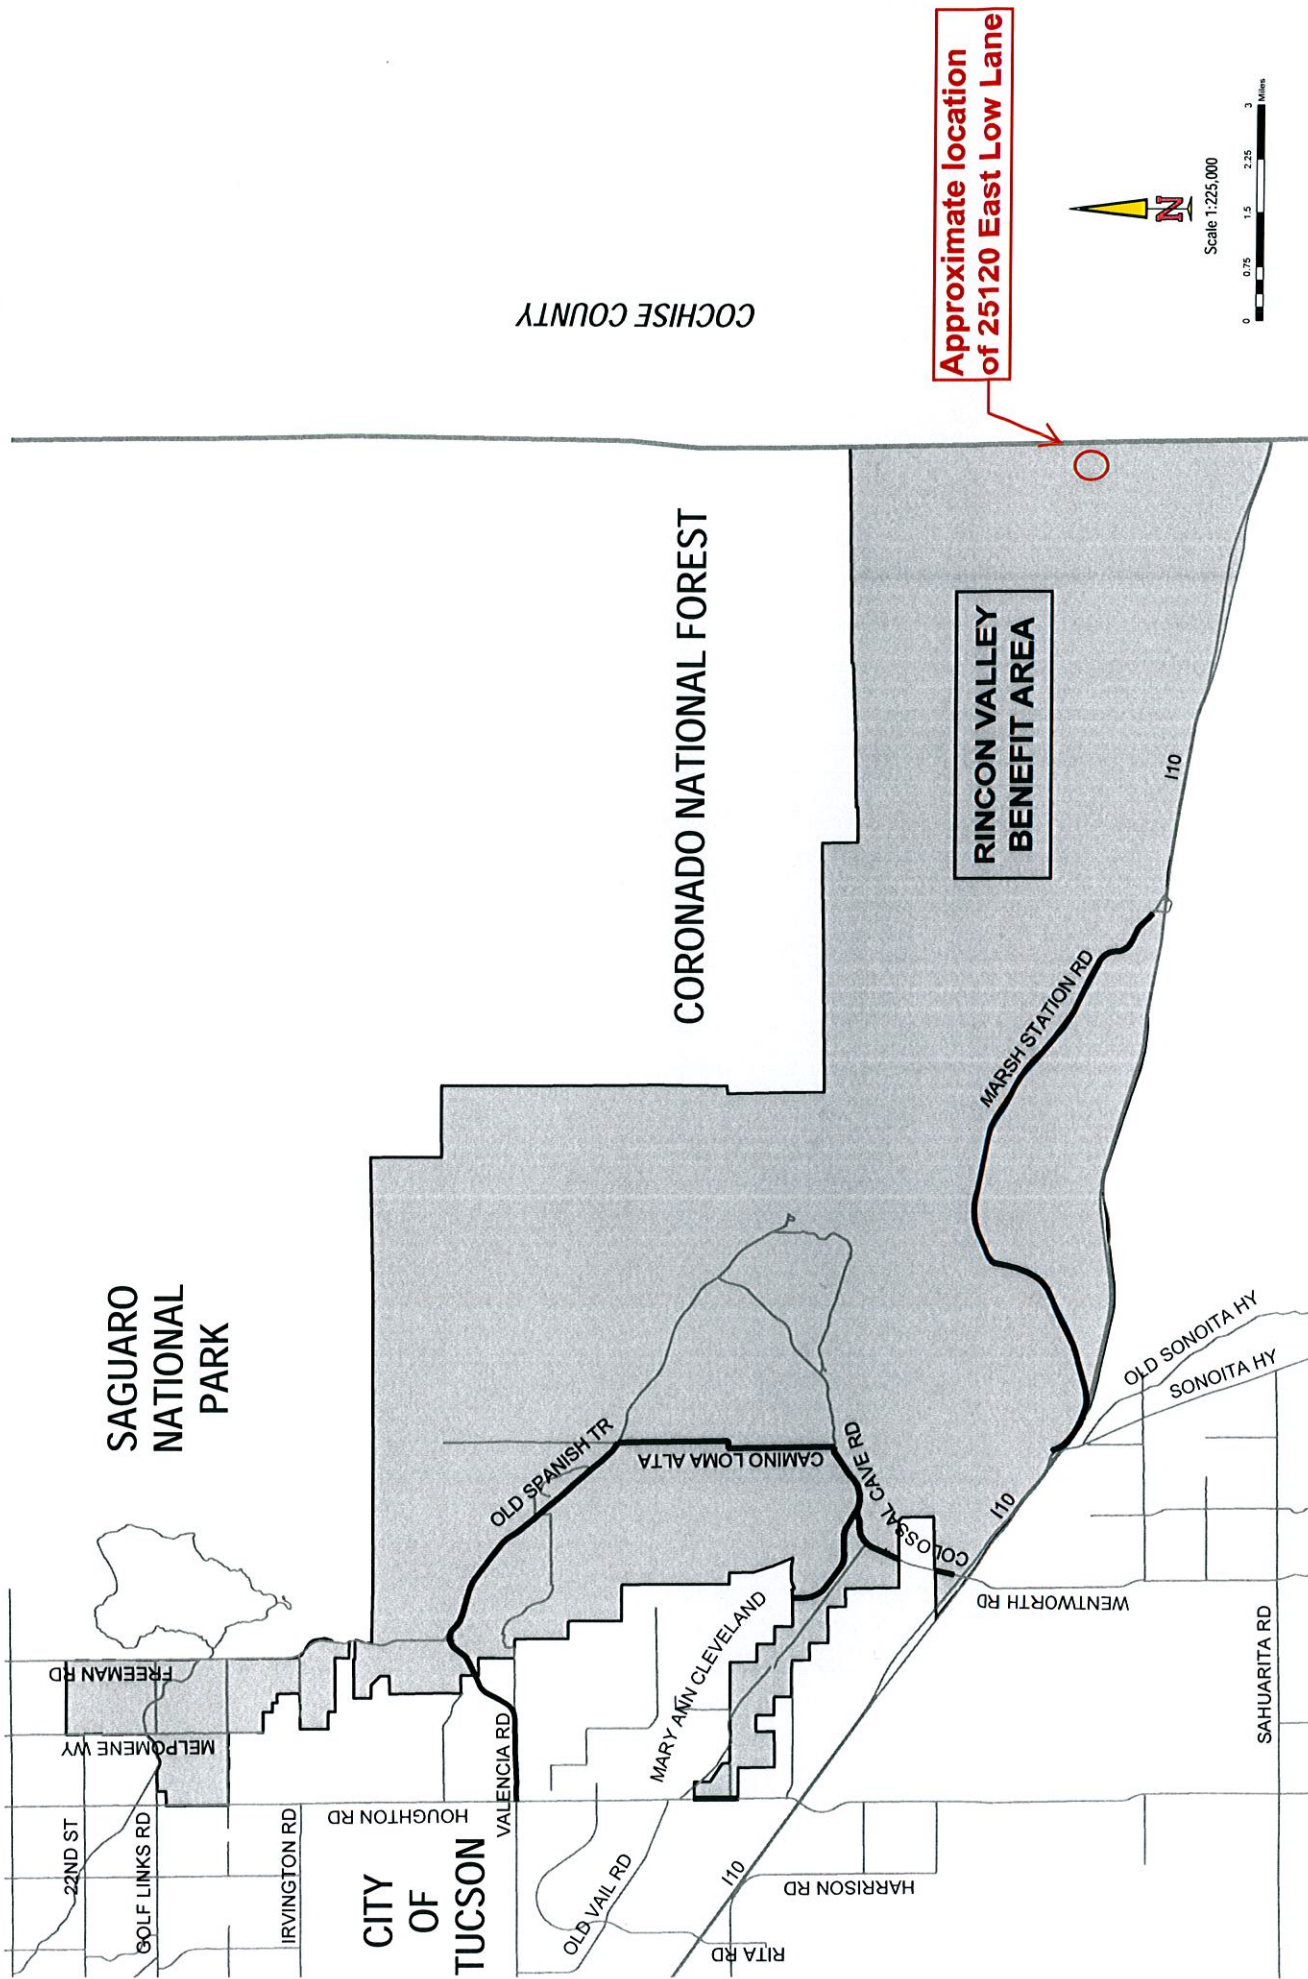 SAGUARO
NATIONAL
PARK
COCHISE COUNTY
CORONADO NATIONAL FOREST
RINCON VALLEY
BENEFIT AREA
Approximate location
of 25120 East Low Lane
N
Scale 1:225,000
0 0.75 1.5 2.25 3
Miles
FREEMAN RD
MELPOMENE WY
22ND ST
GOLF LINKS RD
IRVINGTON RD
HOUGHTON RD
CITY
OF
TUCSON
VALENCIA RD
OLD SPANISH TR
CAMINO LOMA ALTA
COLOSSAL CAVE RD
MARY ANN CLEVELAND
OLD VAIL RD
I10
RITA RD
HARRISON RD
WENTWORTH RD
I10
MARSH STATION RD
I10
OLD SONOITA HY
SONOITA HY
SAHUARITA RD